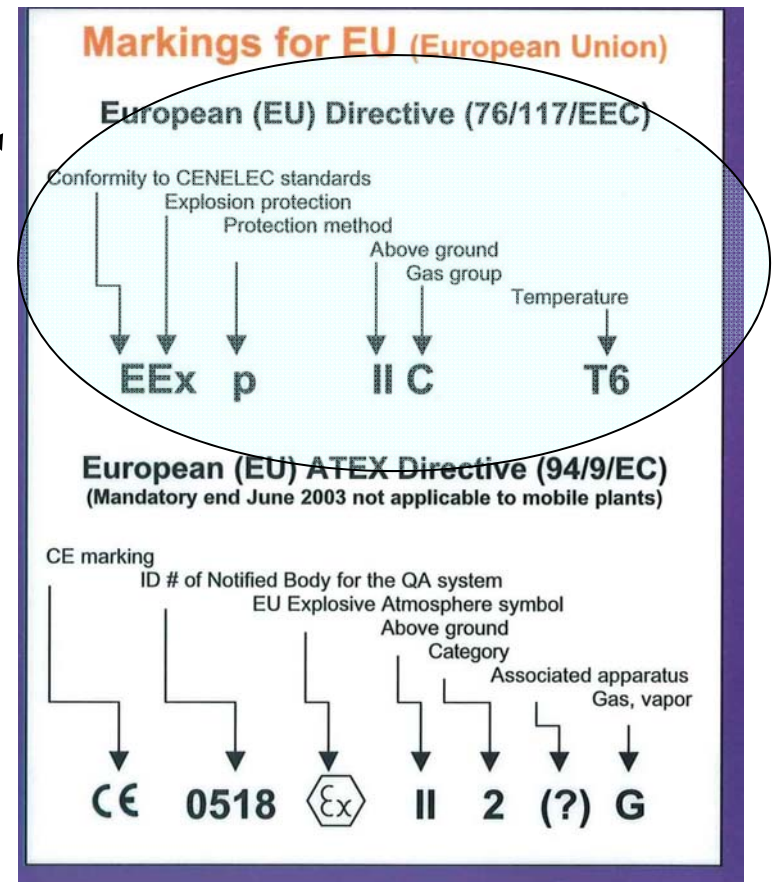 Markings for EU (European Union)
European (EU) Directive (76/117/EEC)
Conformity to CENELEC standards
Explosion protection
Protection method
Above ground
Gas group
Temperature
EEx p II C T6
European (EU) ATEX Directive (94/9/EC)
(Mandatory end June 2003 not applicable to mobile plants)
CE marking
ID # of Notified Body for the QA system
EU Explosive Atmosphere symbol
Above ground
Category
Associated apparatus
Gas, vapor
CE 0518 Ex II 2 (?) G